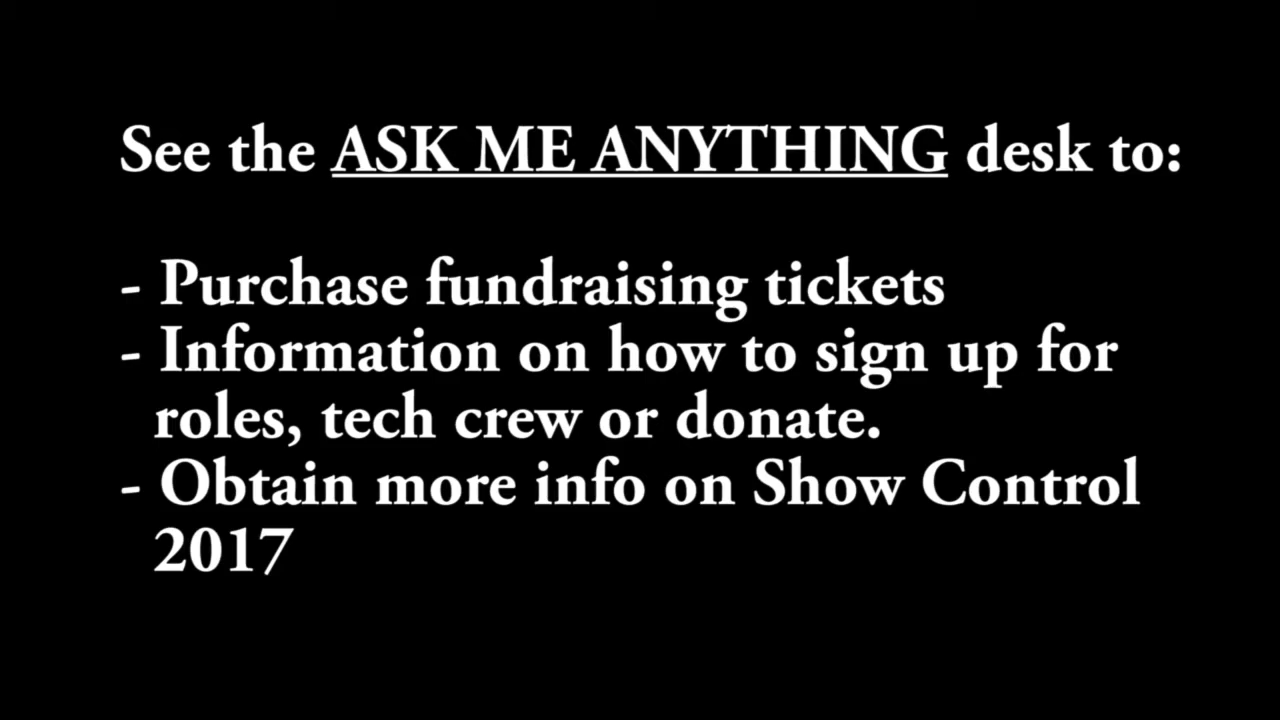 See the ASK ME ANYTHING desk to:
- Purchase fundraising tickets
- Information on how to sign up for
roles, tech crew or donate.
- Obtain more info on Show Control
2017